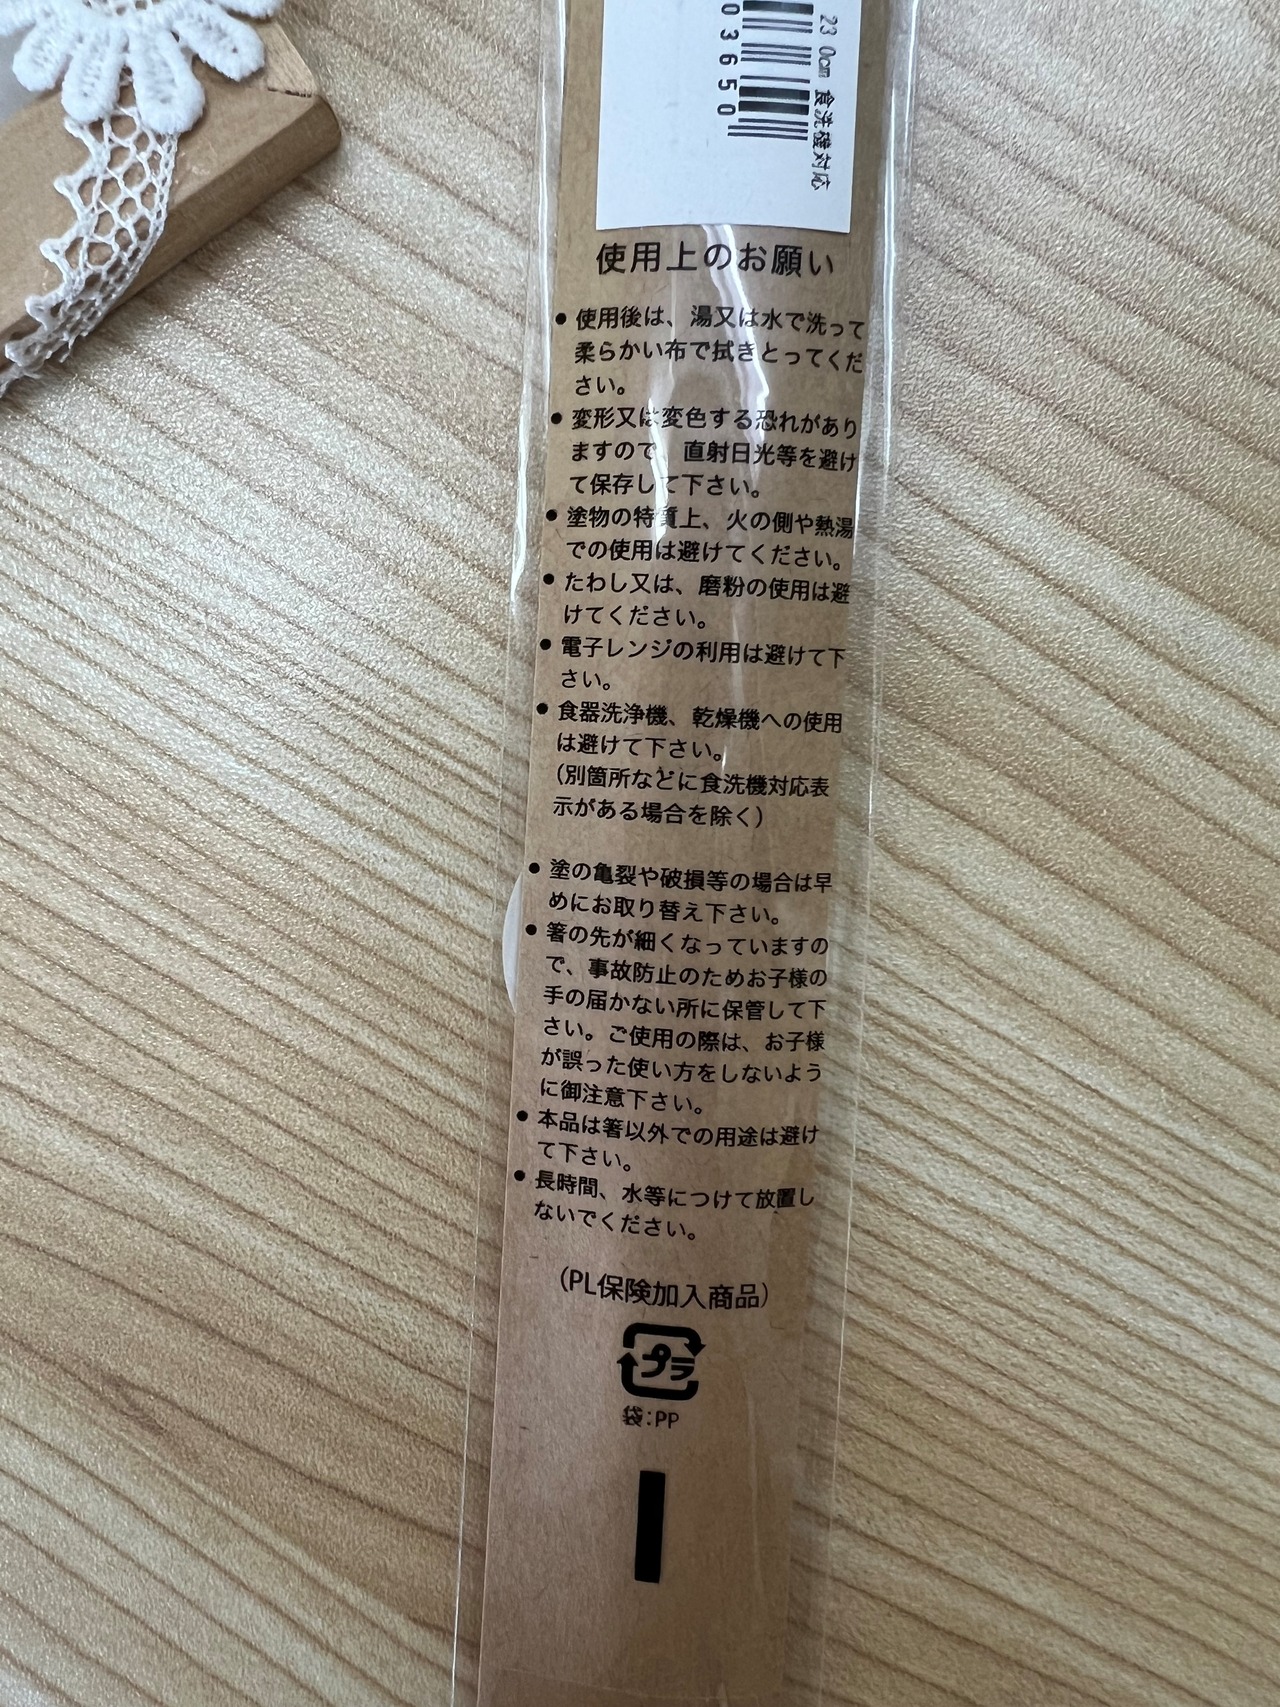 23 0cm 食洗機対応
0 3 6 5 0
使用上のお願い
●使用後は、湯又は水で洗って
柔らかい布で拭きとってくだ
さい。
●変形又は変色する恐れがあり
ますので、直射日光等を避け
て保存して下さい。
●塗物の特質上、火の側や熱湯
での使用は避けてください。
●たわし又は、磨粉の使用は避
けてください。
●電子レンジの利用は避けて下
さい。
●食器洗浄機、乾燥機への使用
は避けて下さい。
(別箇所などに食洗機対応表
示がある場合を除く)
●塗の亀裂や破損等の場合は早
めにお取り替え下さい。
●箸の先が細くなっていますの
で、事故防止のためお子様の
手の届かない所に保管して下
さい。ご使用の際は、お子様
が誤った使い方をしないよう
に御注意下さい。
●本品は箸以外での用途は避け
て下さい。
●長時間、水等につけて放置し
ないでください。
(PL保険加入商品)
プラ
袋:PP